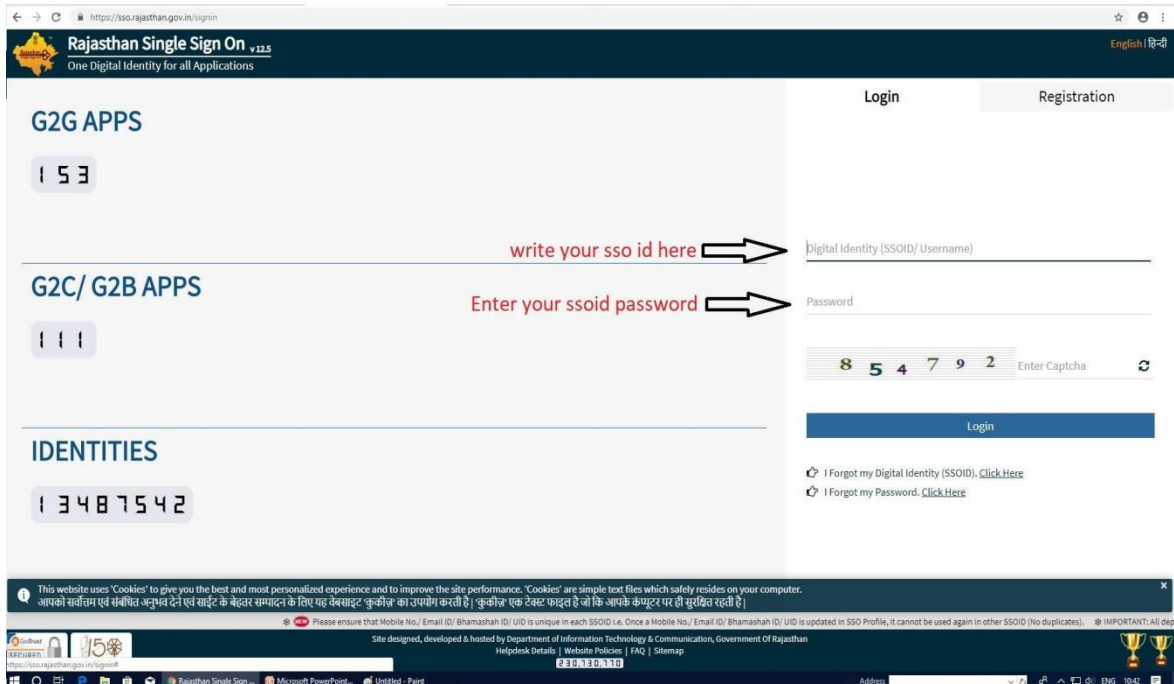 https://sso.rajasthan.gov.in/signin
Rajasthan Single Sign On v 12.5
One Digital Identity for all Applications
English | हिन्दी
Login
Registration
G2G APPS
153
write your sso id here
Digital Identity (SSOID/ Username)
G2C/ G2B APPS
Enter your ssoid password
Password
111
8 5 4 7 9 2
Enter Captcha
Login
IDENTITIES
13487542
I Forgot my Digital Identity (SSOID). Click Here
I Forgot my Password. Click Here
This website uses 'Cookies' to give you the best and most personalized experience and to improve the site performance. 'Cookies' are simple text files which safely resides on your computer.
आपको सर्वोत्तम एवं संबंधित अनुभव देने एवं साईट के बेहतर सम्पादन के लिए यह वेबसाइट 'कुकीज़' का उपयोग करती है| 'कुकीज़' एक टेक्स्ट फाइल है जो कि आपके कंप्यूटर पर ही सुरक्षित रहती है|
NEW Please ensure that Mobile No./ Email ID/ Bhamashah ID/ UID is unique in each SSOID i.e. Once a Mobile No./ Email ID/ Bhamashah ID/ UID is updated in SSO Profile, it cannot be used again in other SSOID (No duplicates). IMPORTANT: All dep
Site designed, developed & hosted by Department of Information Technology & Communication, Government Of Rajasthan
Helpdesk Details | Website Policies | FAQ | Sitemap
230,130,110
SECURED
150
https://sso.rajasthan.gov.in/signin#
Rajasthan Single Sign ...
Microsoft PowerPoint...
Untitled - Paint
Address
ENG
10:42